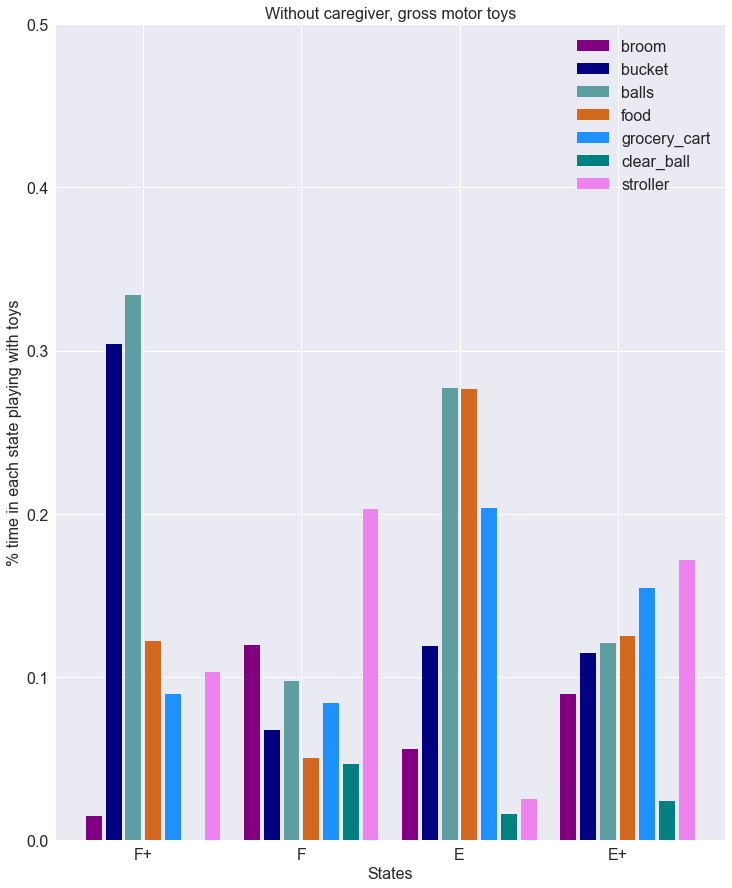 Without caregiver, gross motor toys
0.5
0.4
0.3
0.2
0.1
0.0
% time in each state playing with toys
broom
bucket
balls
food
grocery_cart
clear_ball
stroller
F+ F E E+
States